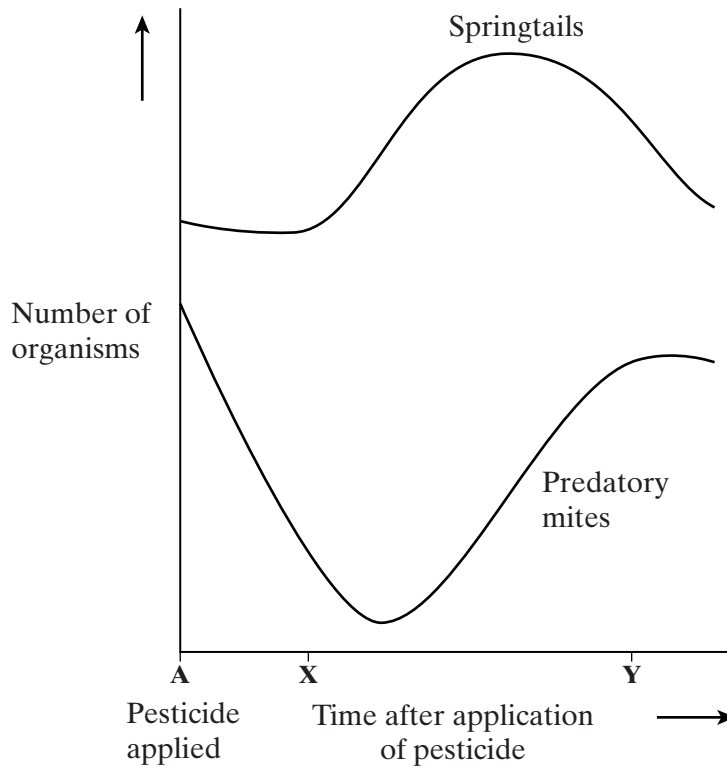 Springtails
Number of
organisms
Predatory
mites
A
X
Y
Pesticide
applied
Time after application
of pesticide